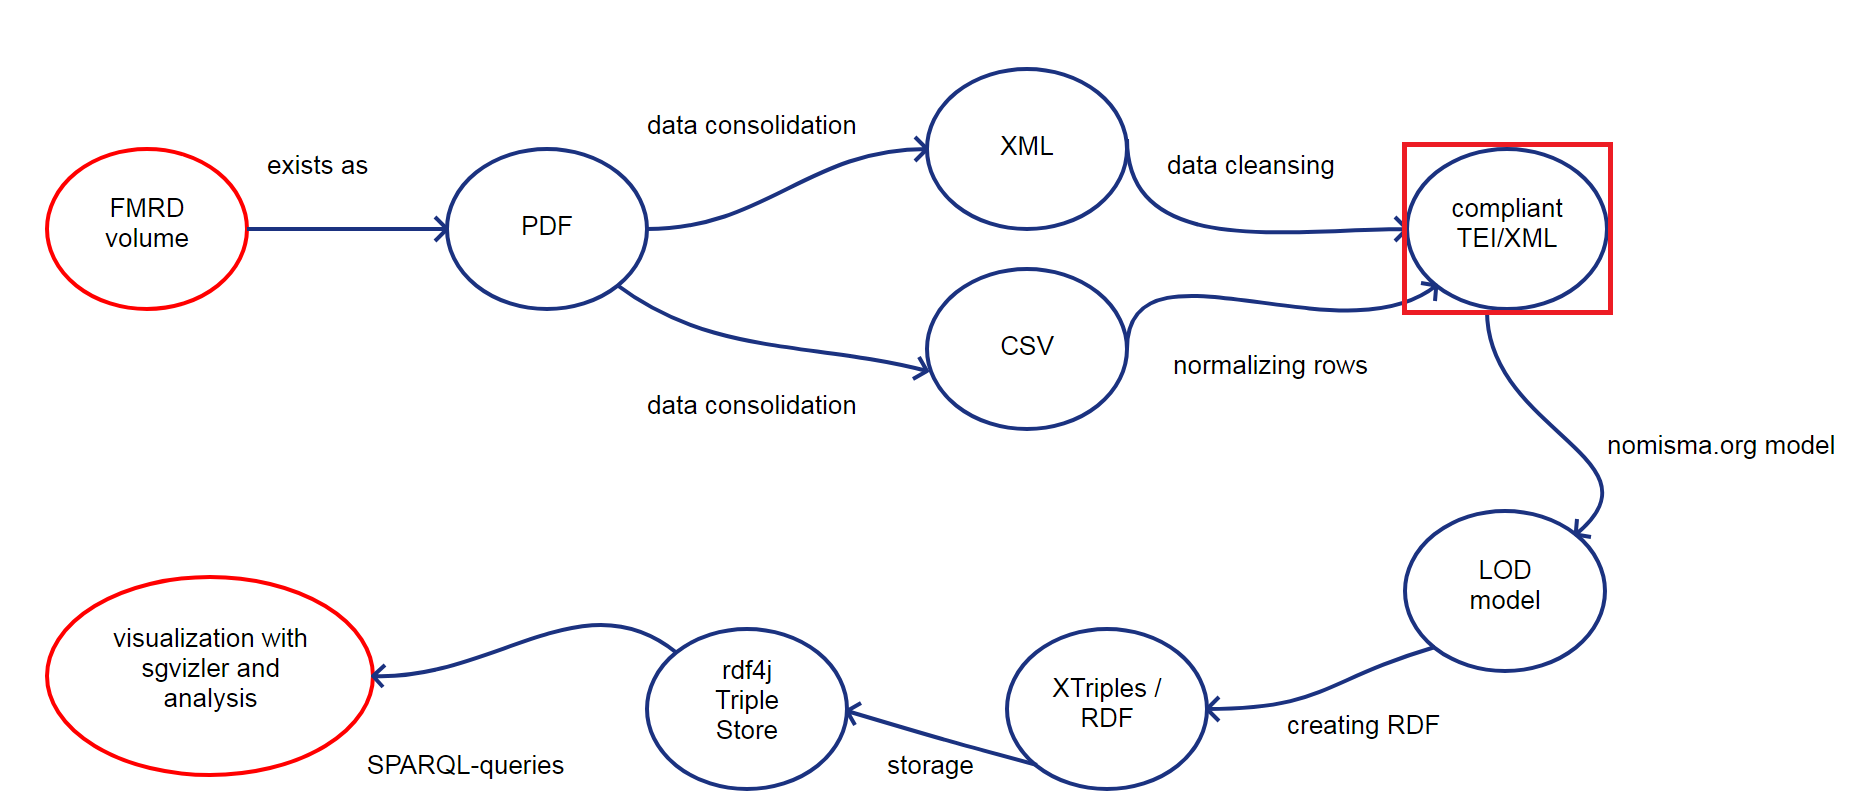 FMRD
volume
exists as
PDF
data consolidation
XML
data cleansing
compliant
TEI/XML
data consolidation
CSV
normalizing rows
nomisma.org model
LOD
model
creating RDF
XTriples /
RDF
storage
rdf4j
Triple
Store
SPARQL-queries
visualization with
sgvizler and
analysis